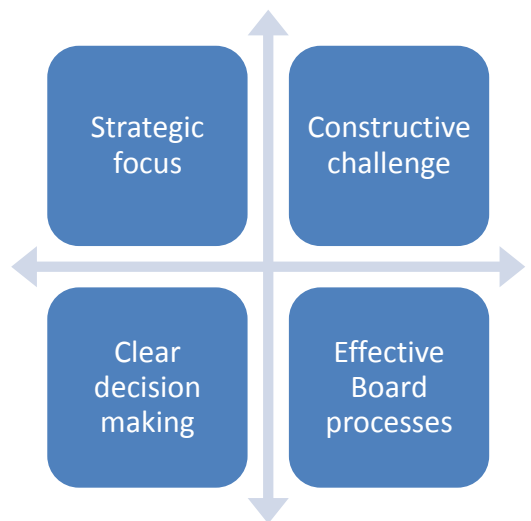 Strategic
focus
Constructive
challenge
Clear
decision
making
Effective
Board
processes